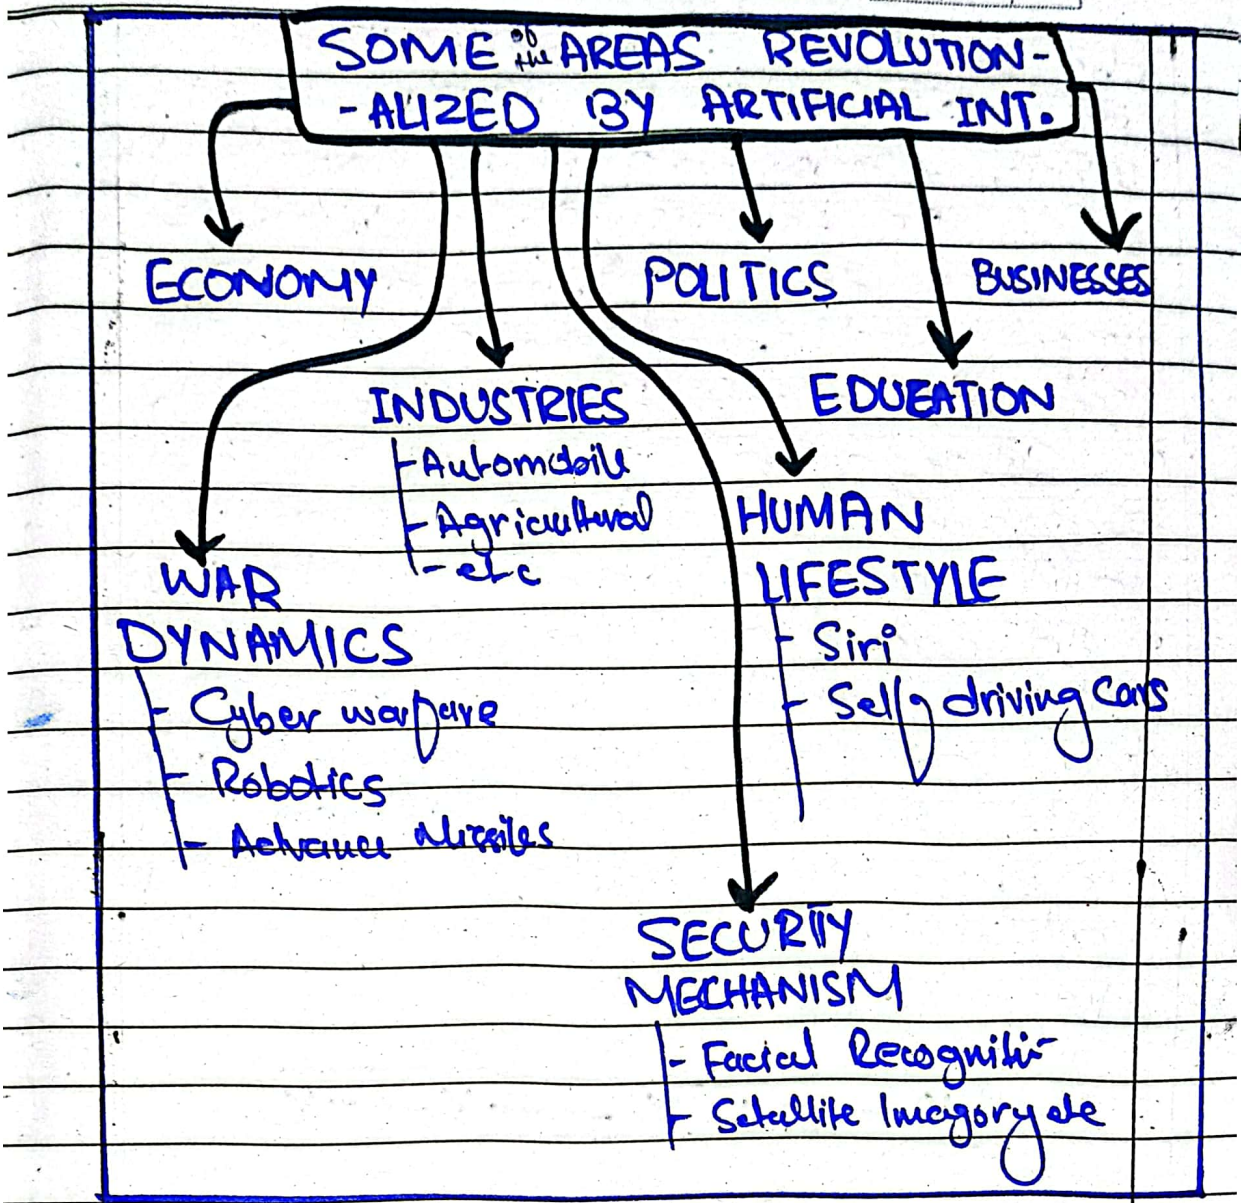 SOME of the AREAS REVOLUTION-
-ALIZED BY ARTIFICIAL INT.
ECONOMY
POLITICS
BUSINESSES
INDUSTRIES
- Automobile
- Agricultural
- etc
EDUEATION
HUMAN
LIFESTYLE
- Siri
- Self driving Cars
WAR
DYNAMICS
- Cyber warfare
- Robotics
- Advance Missiles
SECURITY
MECHANISM
- Facial Recognition
- Satellite Imagory etc